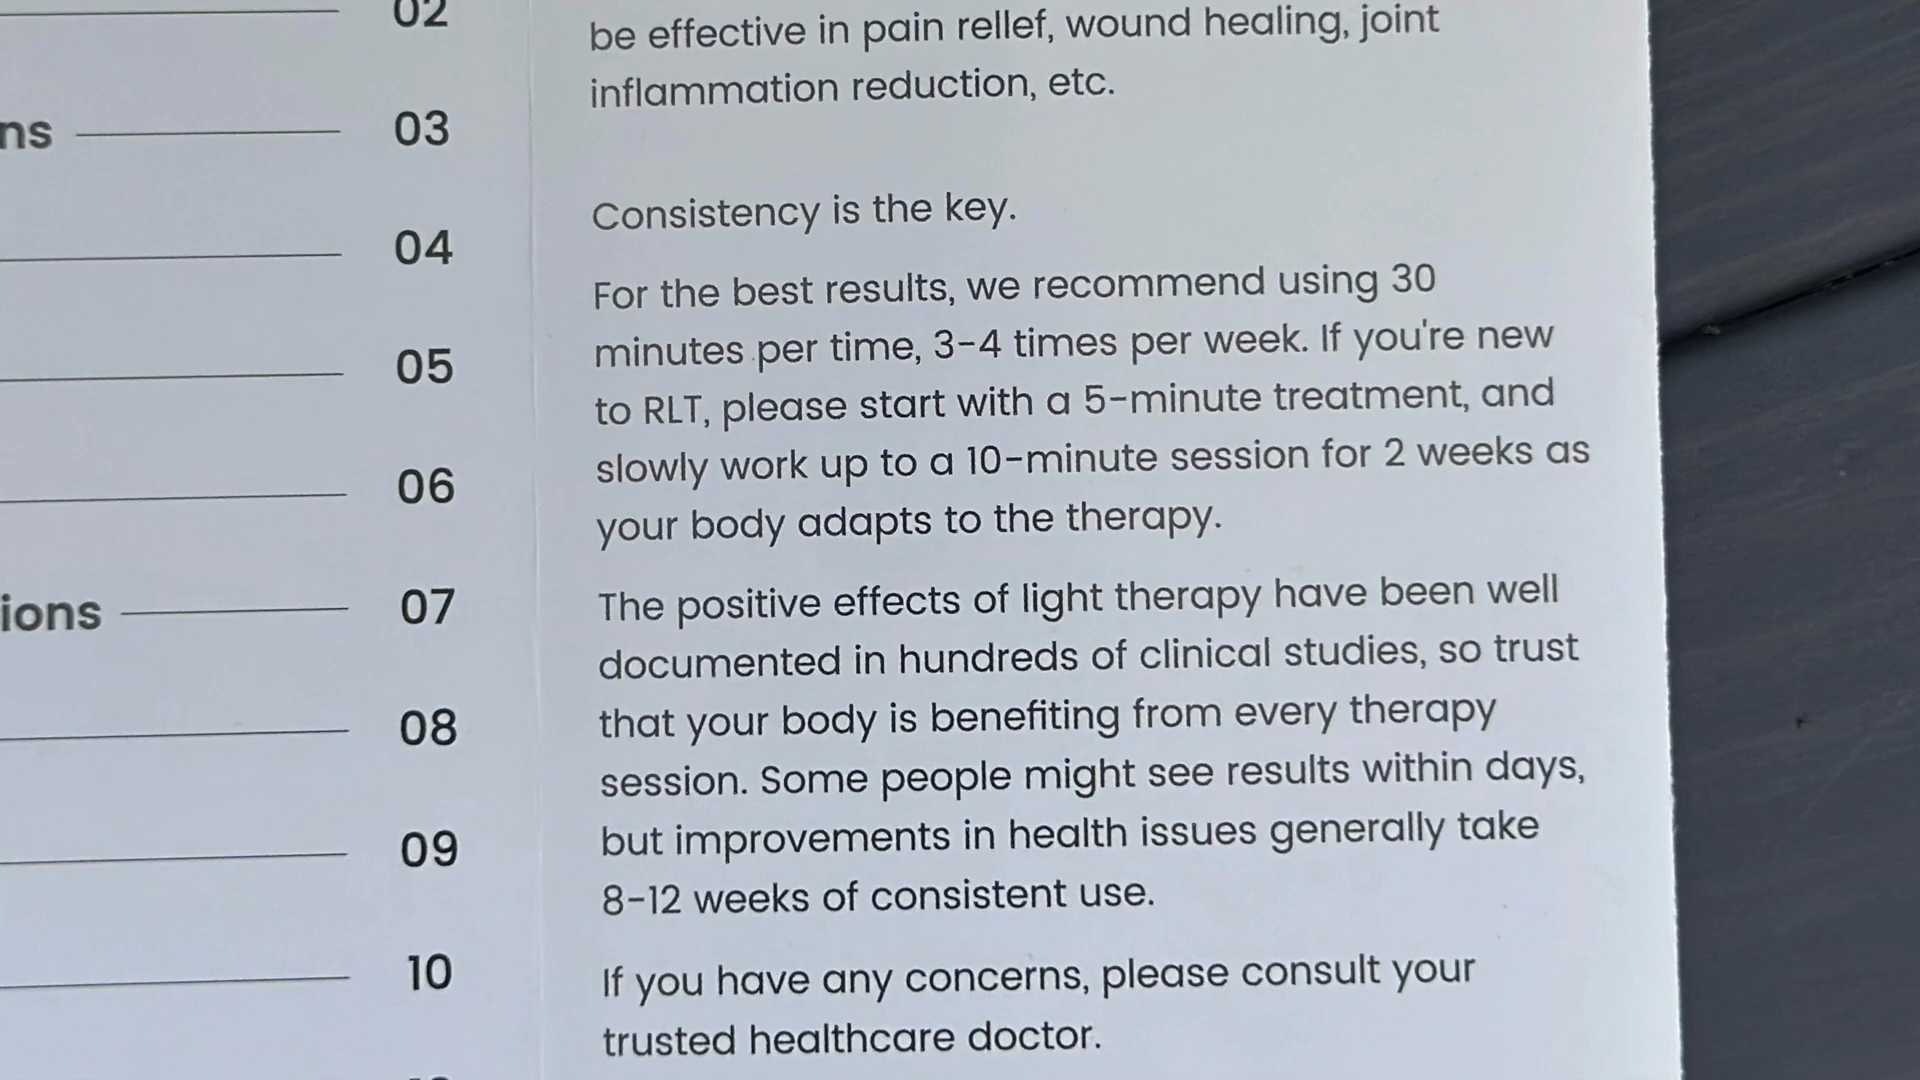 02
ns 03
04
05
06
ions 07
08
09
10
be effective in pain rellef, wound healing, joint
inflammation reduction, etc.
Consistency is the key.
For the best results, we recommend using 30
minutes per time, 3-4 times per week. If you're new
to RLT, please start with a 5-minute treatment, and
slowly work up to a 10-minute session for 2 weeks as
your body adapts to the therapy.
The positive effects of light therapy have been well
documented in hundreds of clinical studies, so trust
that your body is benefiting from every therapy
session. Some people might see results within days,
but improvements in health issues generally take
8-12 weeks of consistent use.
If you have any concerns, please consult your
trusted healthcare doctor.